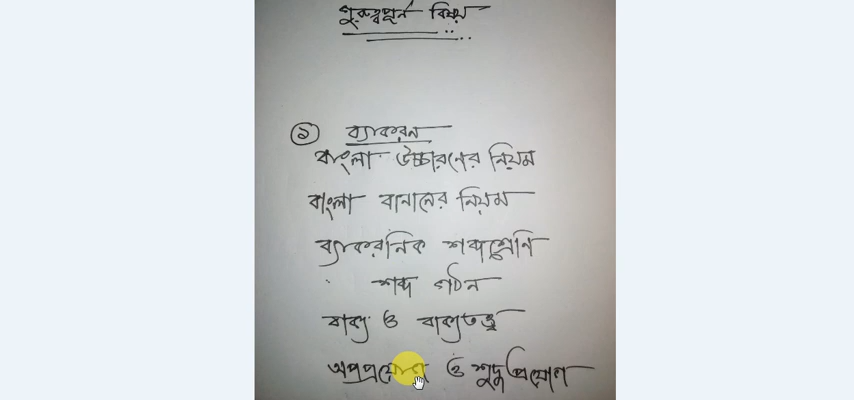 গুরুত্বপূর্ন বিষয়
১ ব্যাকরন
বাংলা উচ্চারনের নিয়ম
বাংলা বানানের নিয়ম
ব্যাকরনিক শব্দশ্রেনি
শব্দ গঠন
বাক্য ও বাক্যতত্ত্ব
অপপ্রয়োগ ও শুদ্ধ প্রয়োগ